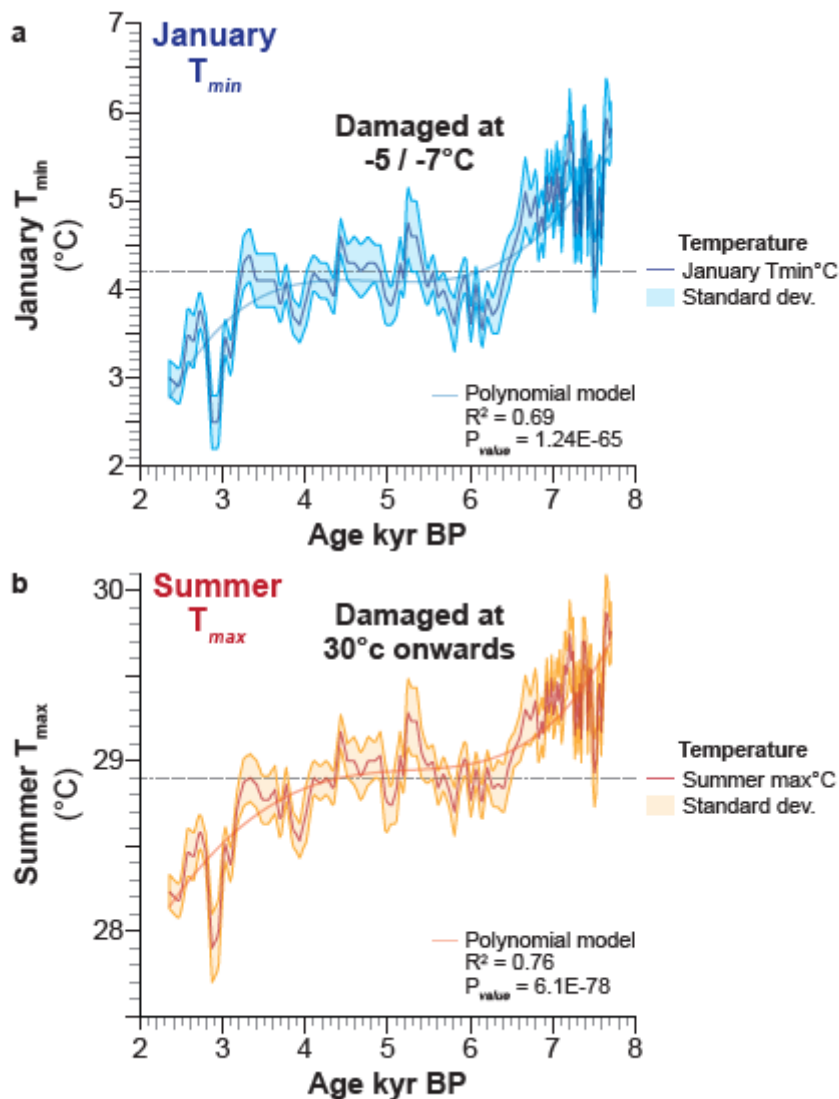 a
January
Tmin
Damaged at
-5 / -7°C
7
6
5
4
3
2
January Tmin
(°C)
2 3 4 5 6 7 8
Age kyr BP
Temperature
January Tmin°C
Standard dev.
Polynomial model
R² = 0.69
Pvalue = 1.24E-65
b
Summer
Tmax
Damaged at
30°c onwards
30
29
28
Summer Tmax
(°C)
2 3 4 5 6 7 8
Age kyr BP
Temperature
Summer max°C
Standard dev.
Polynomial model
R² = 0.76
Pvalue = 6.1E-78